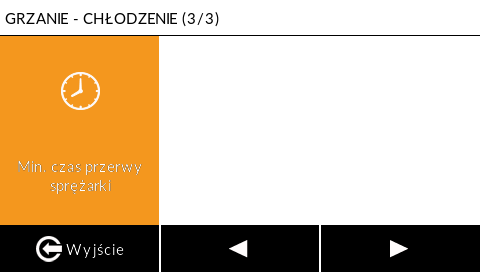 GRZANIE - CHŁODZENIE (3/3)
Min. czas przerwy
sprężarki
Wyjście